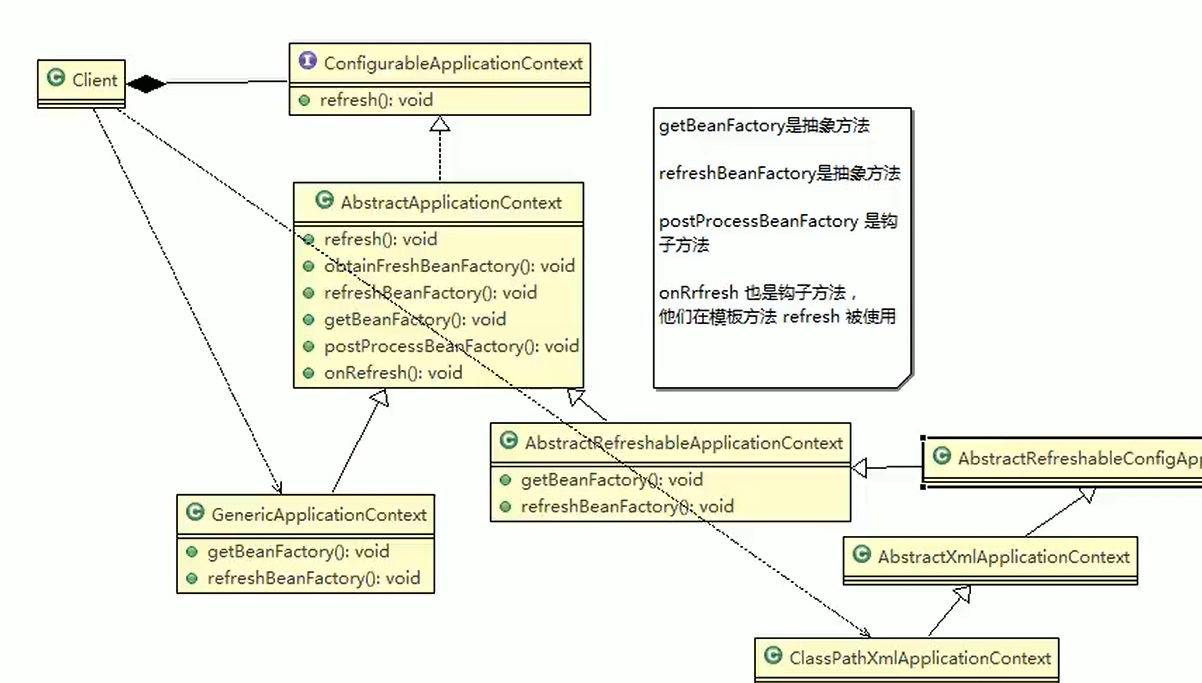 Client
ConfigurableApplicationContext
refresh(): void
AbstractApplicationContext
refresh(): void
obtainFreshBeanFactory(): void
refreshBeanFactory(): void
getBeanFactory(): void
postProcessBeanFactory(): void
onRefresh(): void
getBeanFactory是抽象方法
refreshBeanFactory是抽象方法
postProcessBeanFactory 是钩
子方法
onRrfresh 也是钩子方法，
他们在模板方法 refresh 被使用
AbstractRefreshableApplicationContext
getBeanFactory(): void
refreshBeanFactory(): void
AbstractRefreshableConfigApp
GenericApplicationContext
getBeanFactory(): void
refreshBeanFactory(): void
AbstractXmlApplicationContext
ClassPathXmlApplicationContext